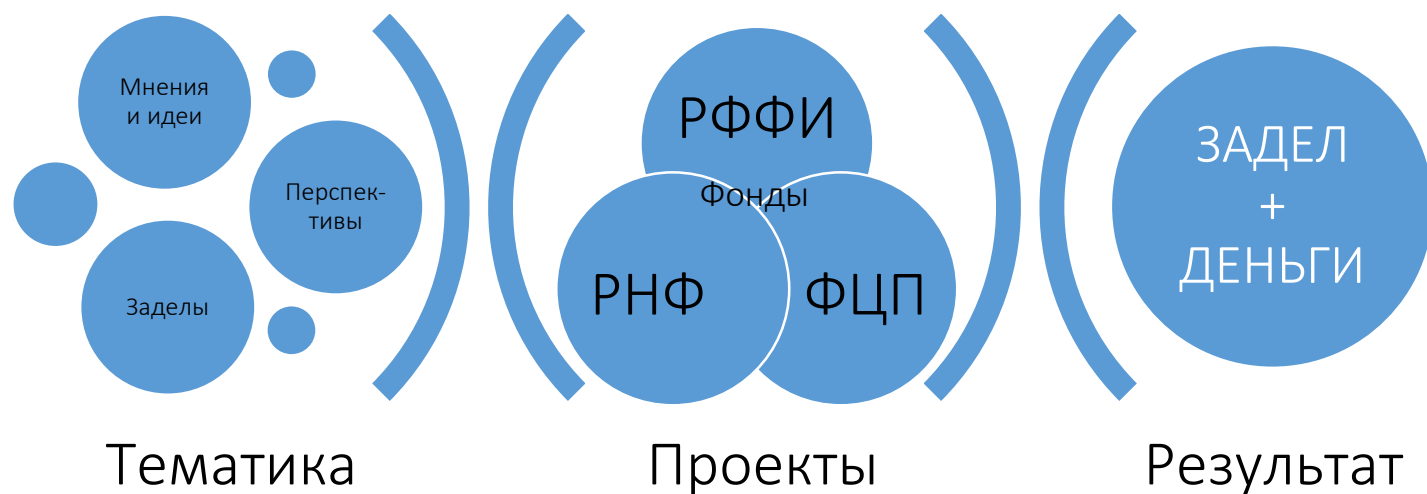 Мнения
и идеи
Перспек-
тивы
Заделы
Тематика
РФФИ
Фонды
РНФ
ФЦП
Проекты
ЗАДЕЛ
+
ДЕНЬГИ
Результат